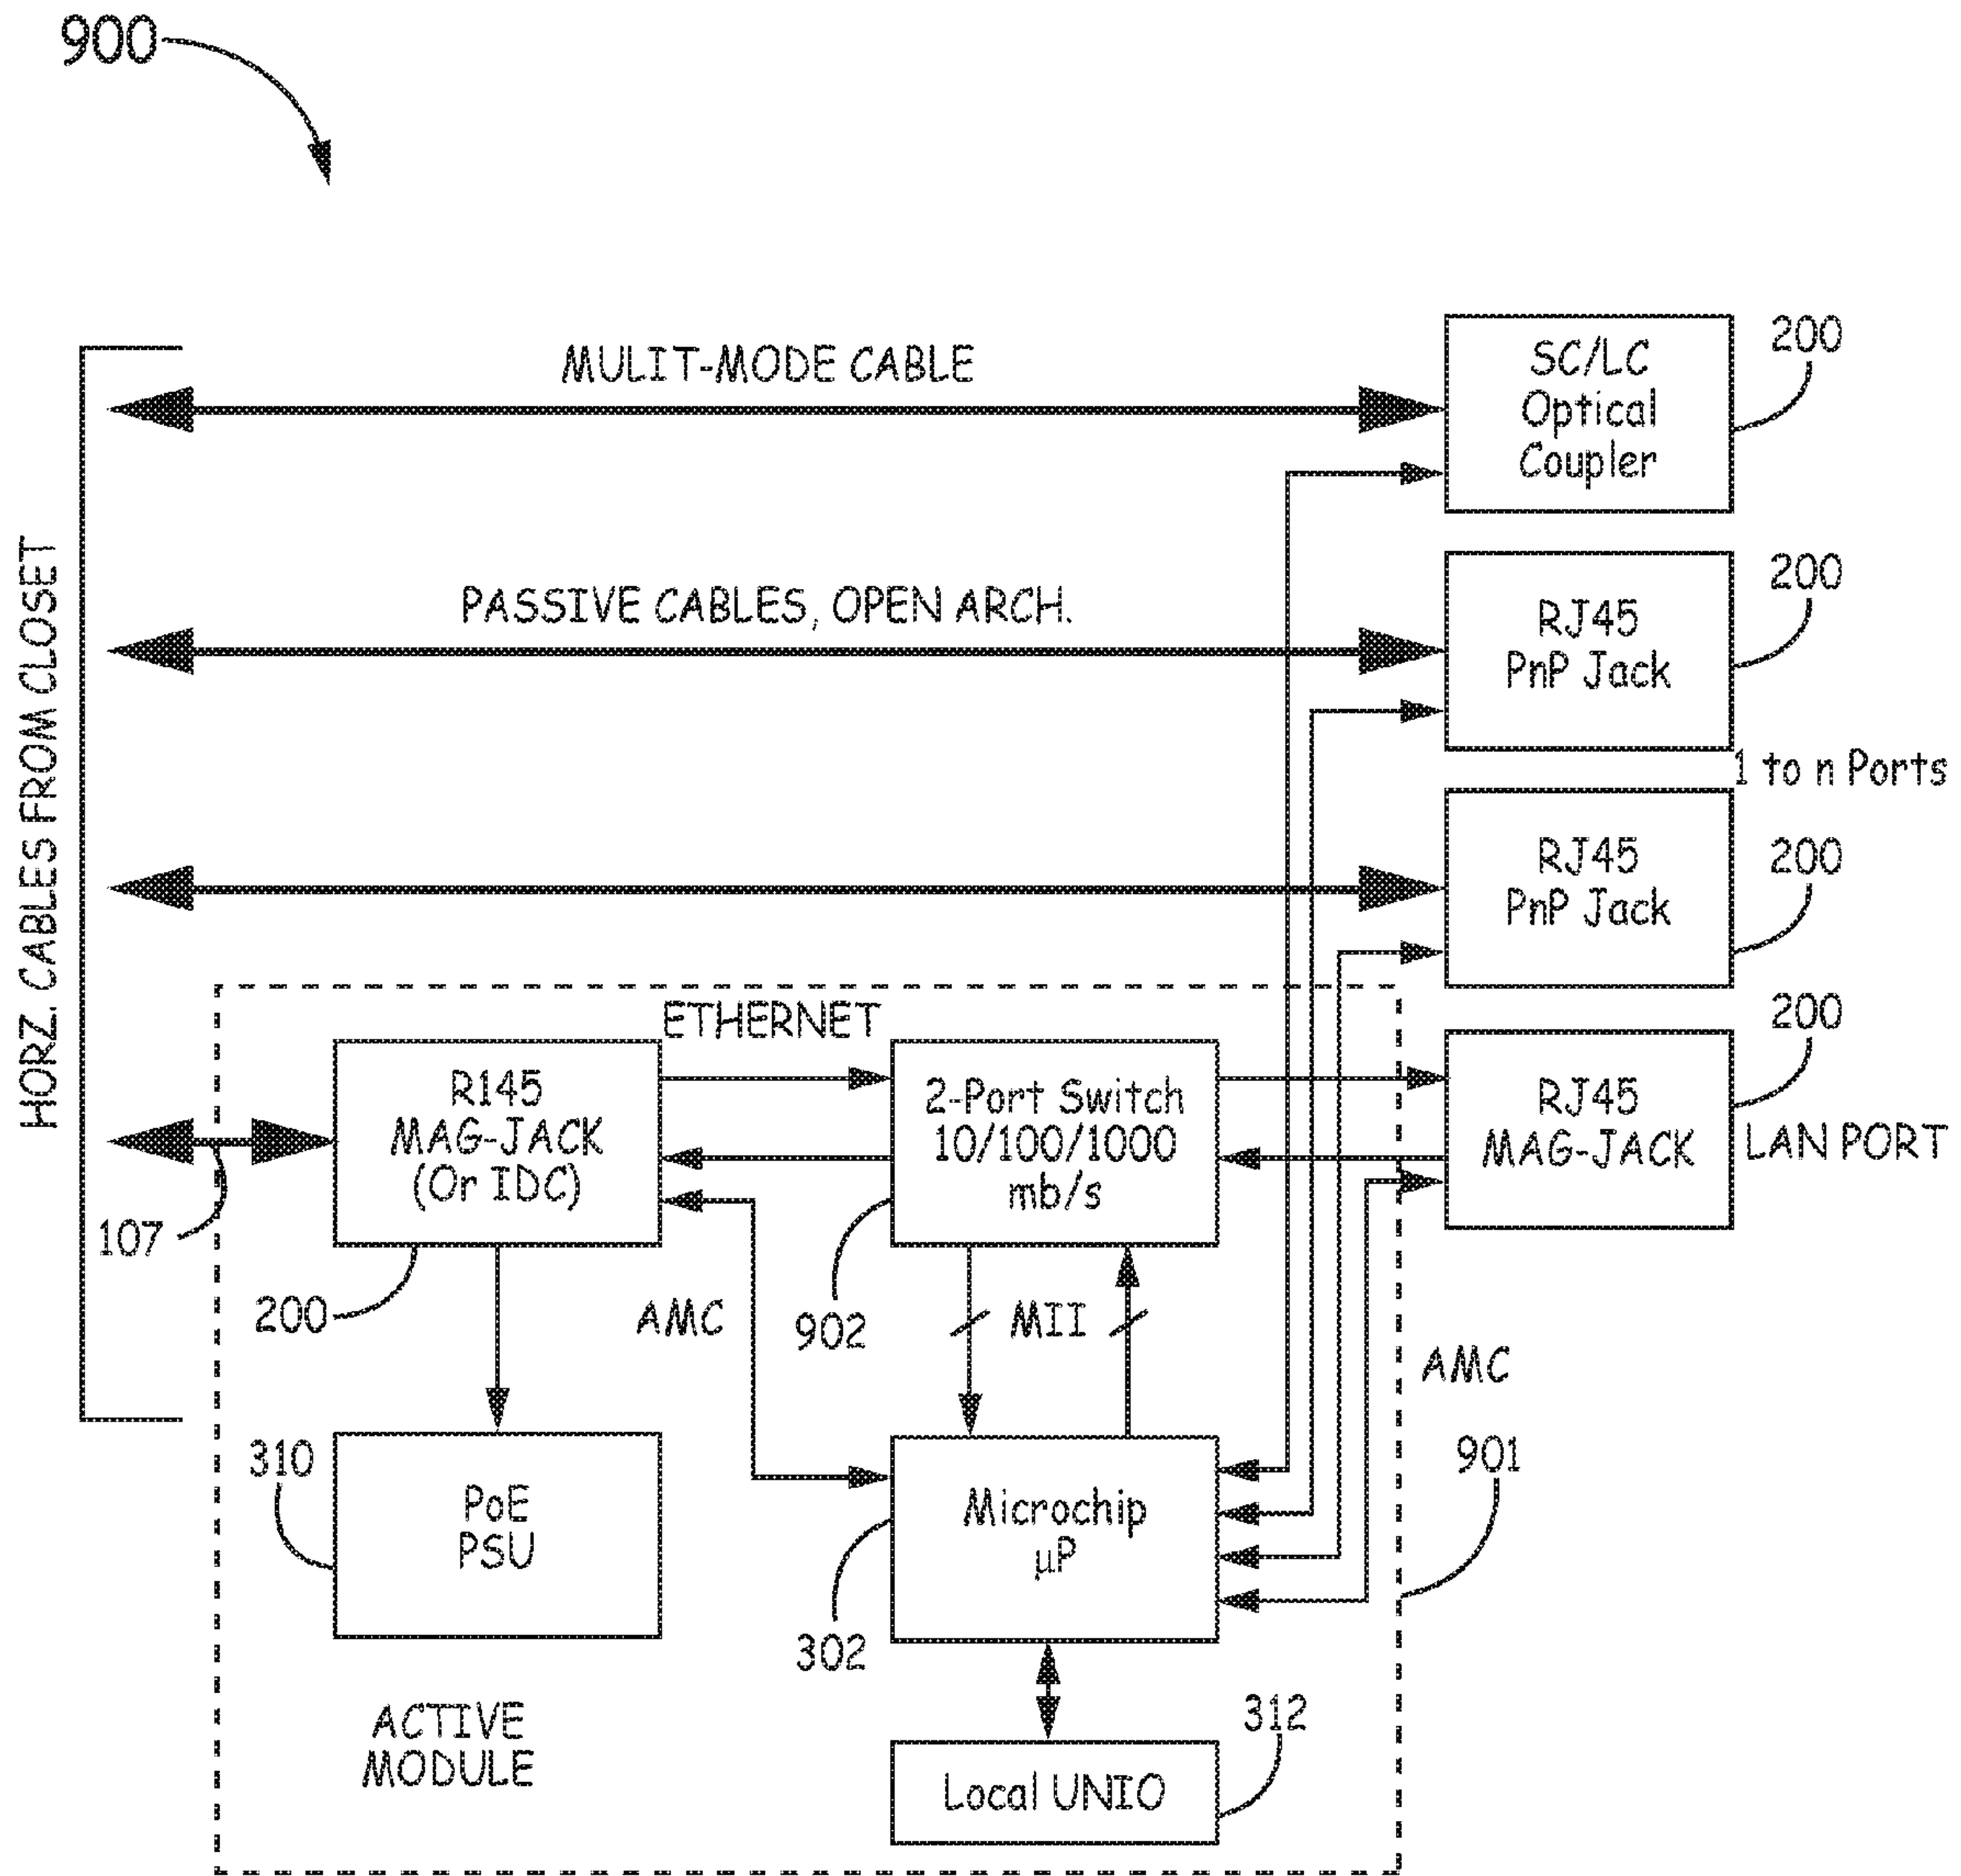 900
MULIT-MODE CABLE
SC/LC
Optical
Coupler
200
HORZ. CABLES FROM CLOSET
PASSIVE CABLES, OPEN ARCH.
RJ45
PnP Jack
200
1 to n Ports
RJ45
PnP Jack
200
ETHERNET
R145
MAG-JACK
(Or IDC)
2-Port Switch
10/100/1000
mb/s
RJ45
MAG-JACK
200
LAN PORT
107
200
AMC
902
MII
AMC
310
PoE
PSU
Microchip
µP
901
302
ACTIVE
MODULE
312
Local UNIO